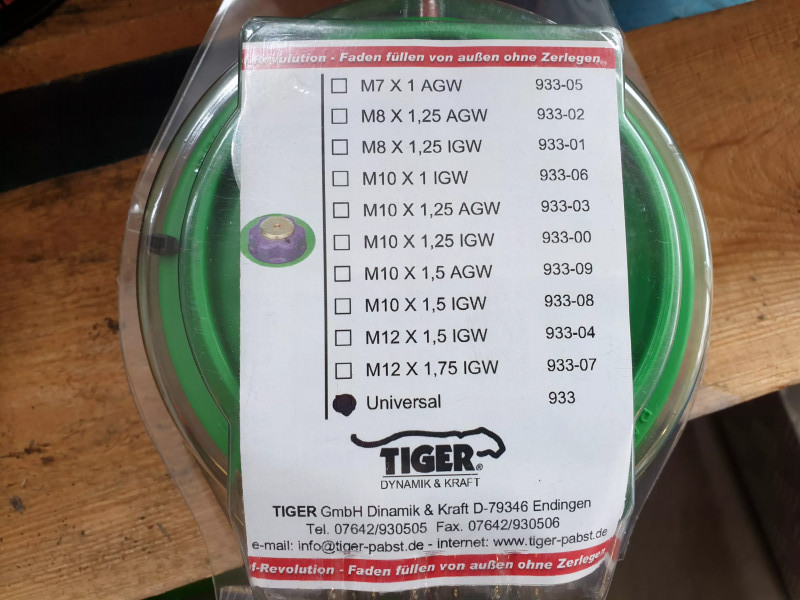 f-Revolution - Faden füllen von außen ohne Zerlegen
M7 X 1 AGW 933-05
M8 X 1,25 AGW 933-02
M8 X 1,25 IGW 933-01
M10 X 1 IGW 933-06
M10 X 1,25 AGW 933-03
M10 X 1,25 IGW 933-00
M10 X 1,5 AGW 933-09
M10 X 1,5 IGW 933-08
M12 X 1,5 IGW 933-04
M12 X 1,75 IGW 933-07
Universal 933
TIGER®
DYNAMIK & KRAFT
TIGER GmbH Dinamik & Kraft D-79346 Endingen
Tel. 07642/930505 Fax. 07642/930506
e-mail: info@tiger-pabst.de - internet: www.tiger-pabst.de
f-Revolution - Faden füllen von außen ohne Zerlegen